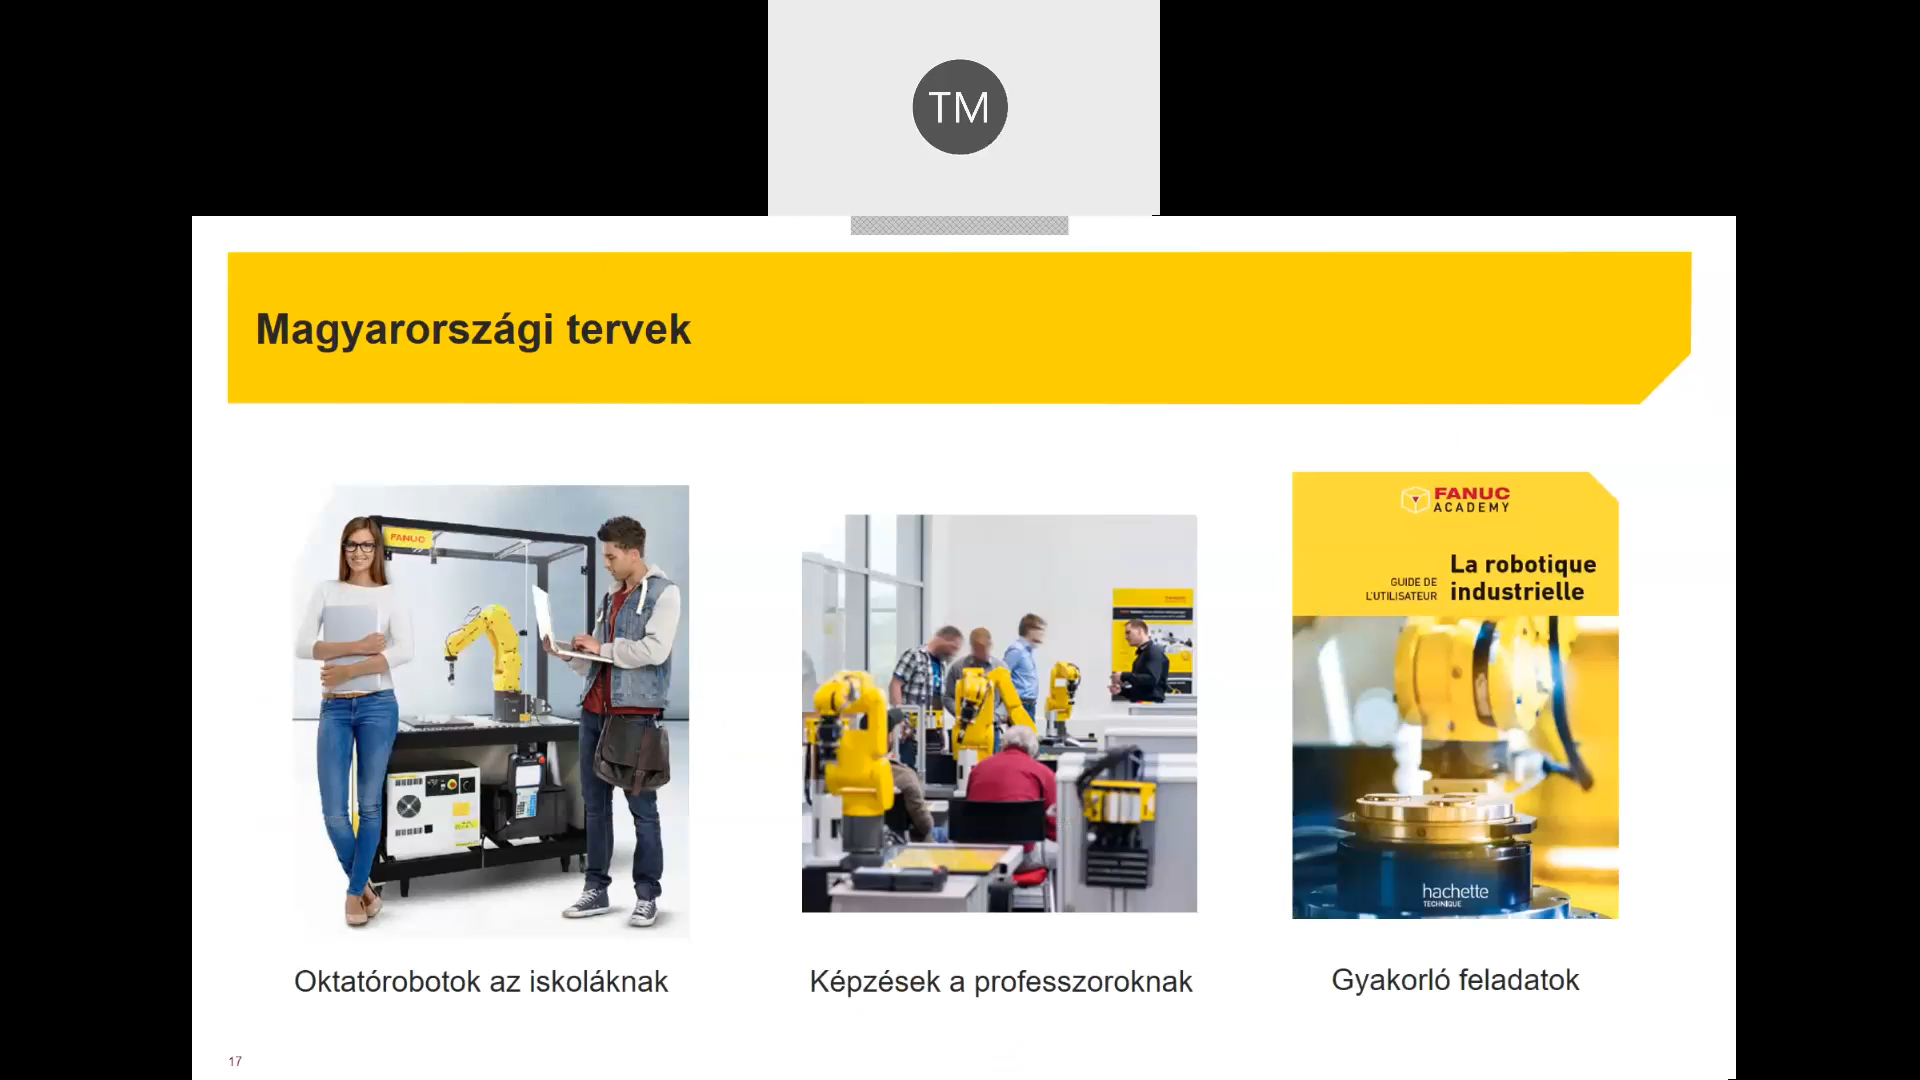 TM
Magyarországi tervek
FANUC
Oktatórobotok az iskoláknak
Képzések a professzoroknak
FANUC
ACADEMY
GUIDE DE
L'UTILISATEUR
La robotique
industrielle
hachette
TECHNIQUE
Gyakorló feladatok
17